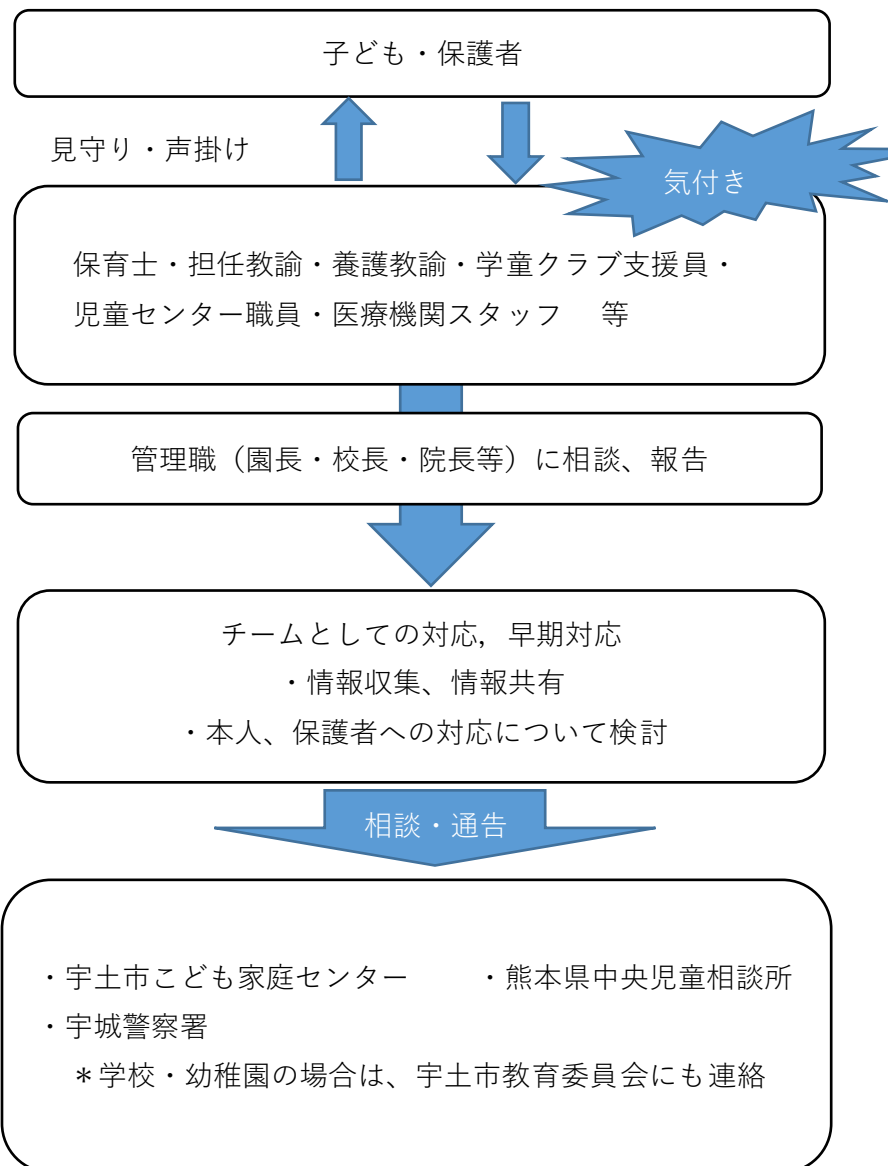 子ども・保護者
見守り・声掛け
気付き
保育士・担任教諭・養護教諭・学童クラブ支援員・
児童センター職員・医療機関スタッフ　等
管理職（園長・校長・院長等）に相談、報告
チームとしての対応，早期対応
・情報収集、情報共有
・本人、保護者への対応について検討
相談・通告
・宇土市こども家庭センター　　・熊本県中央児童相談所
・宇城警察署
＊学校・幼稚園の場合は、宇土市教育委員会にも連絡